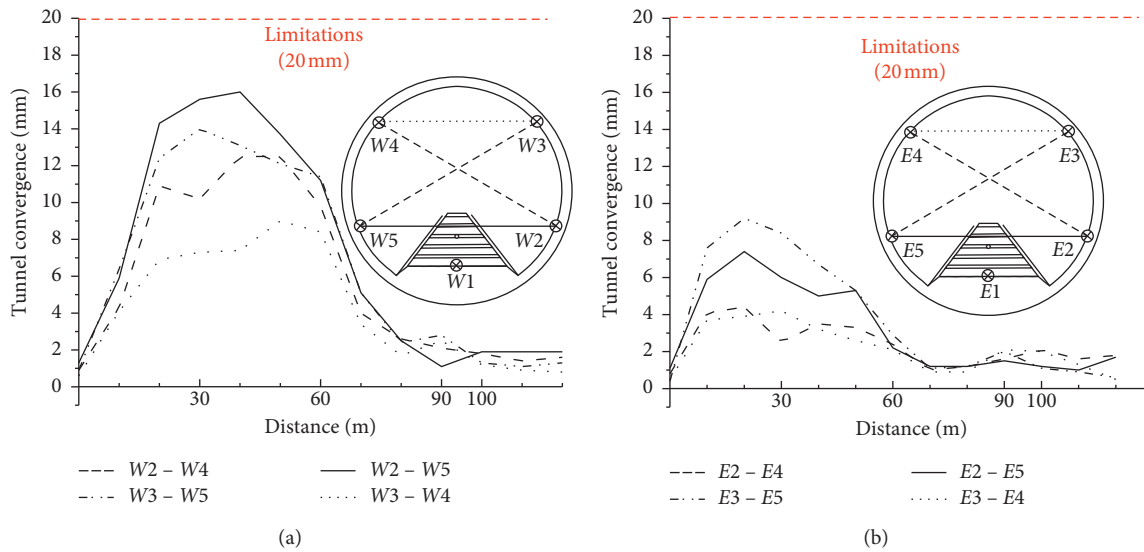 20
18
16
14
12
10
8
6
4
2
0
Tunnel convergence (mm)
Limitations
(20 mm)
W4
W3
W5
W2
W1
30
60
90
100
Distance (m)
W2 – W4
W2 – W5
W3 – W5
W3 – W4
(a)
20
18
16
14
12
10
8
6
4
2
0
Tunnel convergence (mm)
Limitations
(20 mm)
E4
E3
E5
E2
E1
30
60
90
100
Distance (m)
E2 – E4
E2 – E5
E3 – E5
E3 – E4
(b)